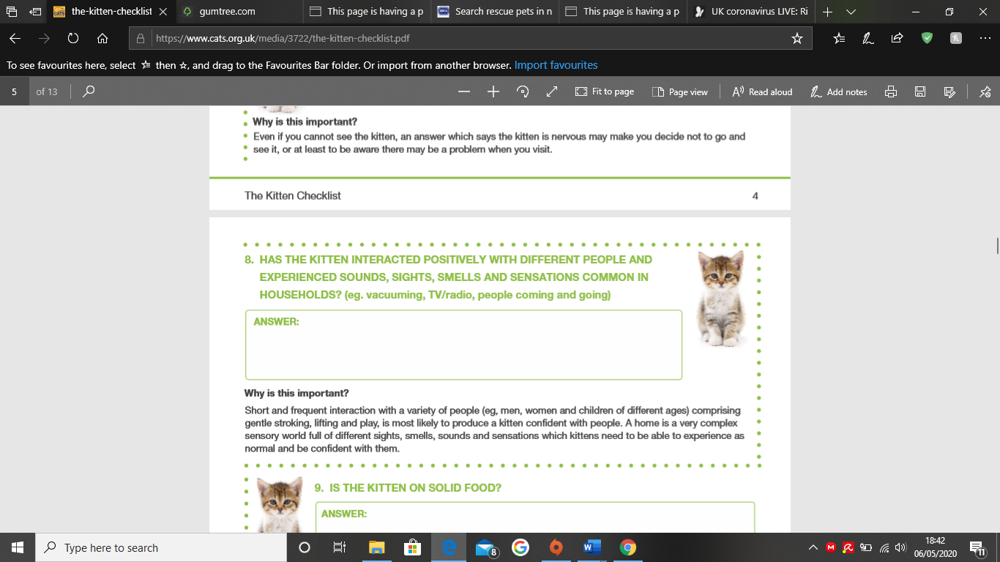 the-kitten-checklist
gumtree.com
This page is having a p
Search rescue pets in n
This page is having a p
UK coronavirus LIVE: Ri
https://www.cats.org.uk/media/3722/the-kitten-checklist.pdf
To see favourites here, select then , and drag to the Favourites Bar folder. Or import from another browser. Import favourites
5 of 13
Fit to page
Page view
Read aloud
Add notes
Why is this important?
Even if you cannot see the kitten, an answer which says the kitten is nervous may make you decide not to go and
see it, or at least to be aware there may be a problem when you visit.
The Kitten Checklist 4
8. HAS THE KITTEN INTERACTED POSITIVELY WITH DIFFERENT PEOPLE AND
EXPERIENCED SOUNDS, SIGHTS, SMELLS AND SENSATIONS COMMON IN
HOUSEHOLDS? (eg. vacuuming, TV/radio, people coming and going)
ANSWER:
Why is this important?
Short and frequent interaction with a variety of people (eg, men, women and children of different ages) comprising
gentle stroking, lifting and play, is most likely to produce a kitten confident with people. A home is a very complex
sensory world full of different sights, smells, sounds and sensations which kittens need to be able to experience as
normal and be confident with them.
9. IS THE KITTEN ON SOLID FOOD?
ANSWER:
Type here to search
8
18:42
06/05/2020
11